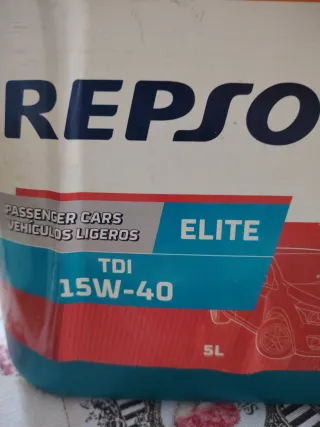 REPSO
PASSENGER CARS
VEHÍCULOS LIGEROS
ELITE
TDI
15W-40
5L